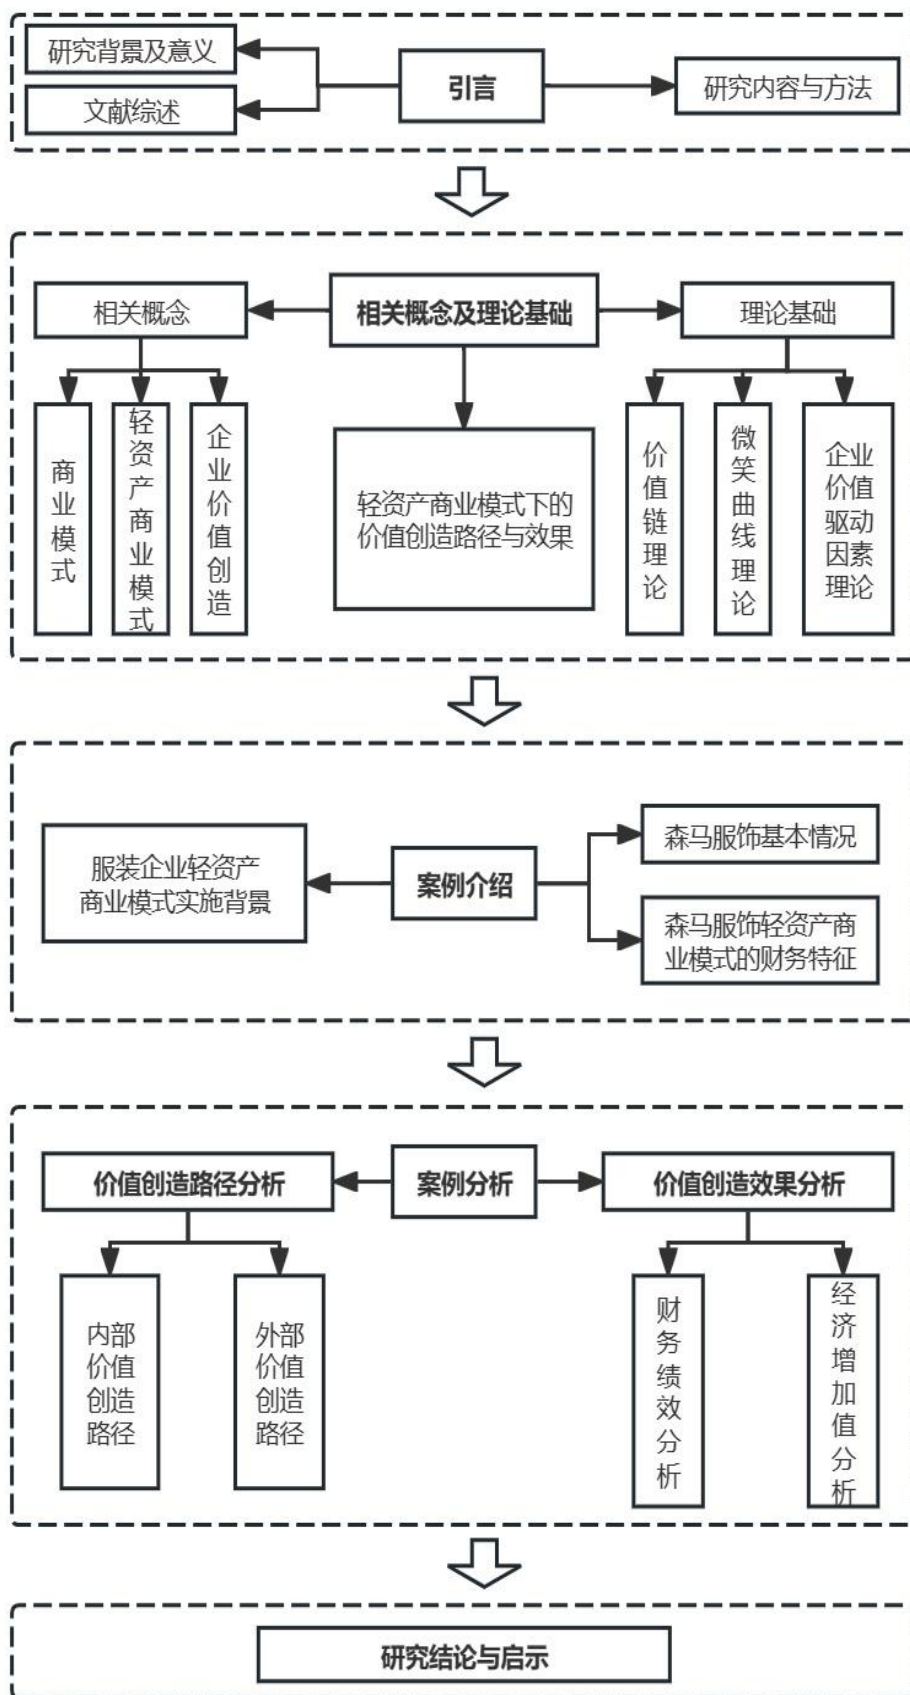 研究背景及意义
文献综述
引言
研究内容与方法
相关概念
相关概念及理论基础
理论基础
商业模式
轻资产商业模式
企业价值创造
轻资产商业模式下的
价值创造路径与效果
价值链理论
微笑曲线理论
企业
价值
驱动
因素
理论
服装企业轻资产
商业模式实施背景
案例介绍
森马服饰基本情况
森马服饰轻资产商
业模式的财务特征
价值创造路径分析
案例分析
价值创造效果分析
内部
价值
创造
路径
外部
价值
创造
路径
财务绩效分析
经济增加值分析
研究结论与启示